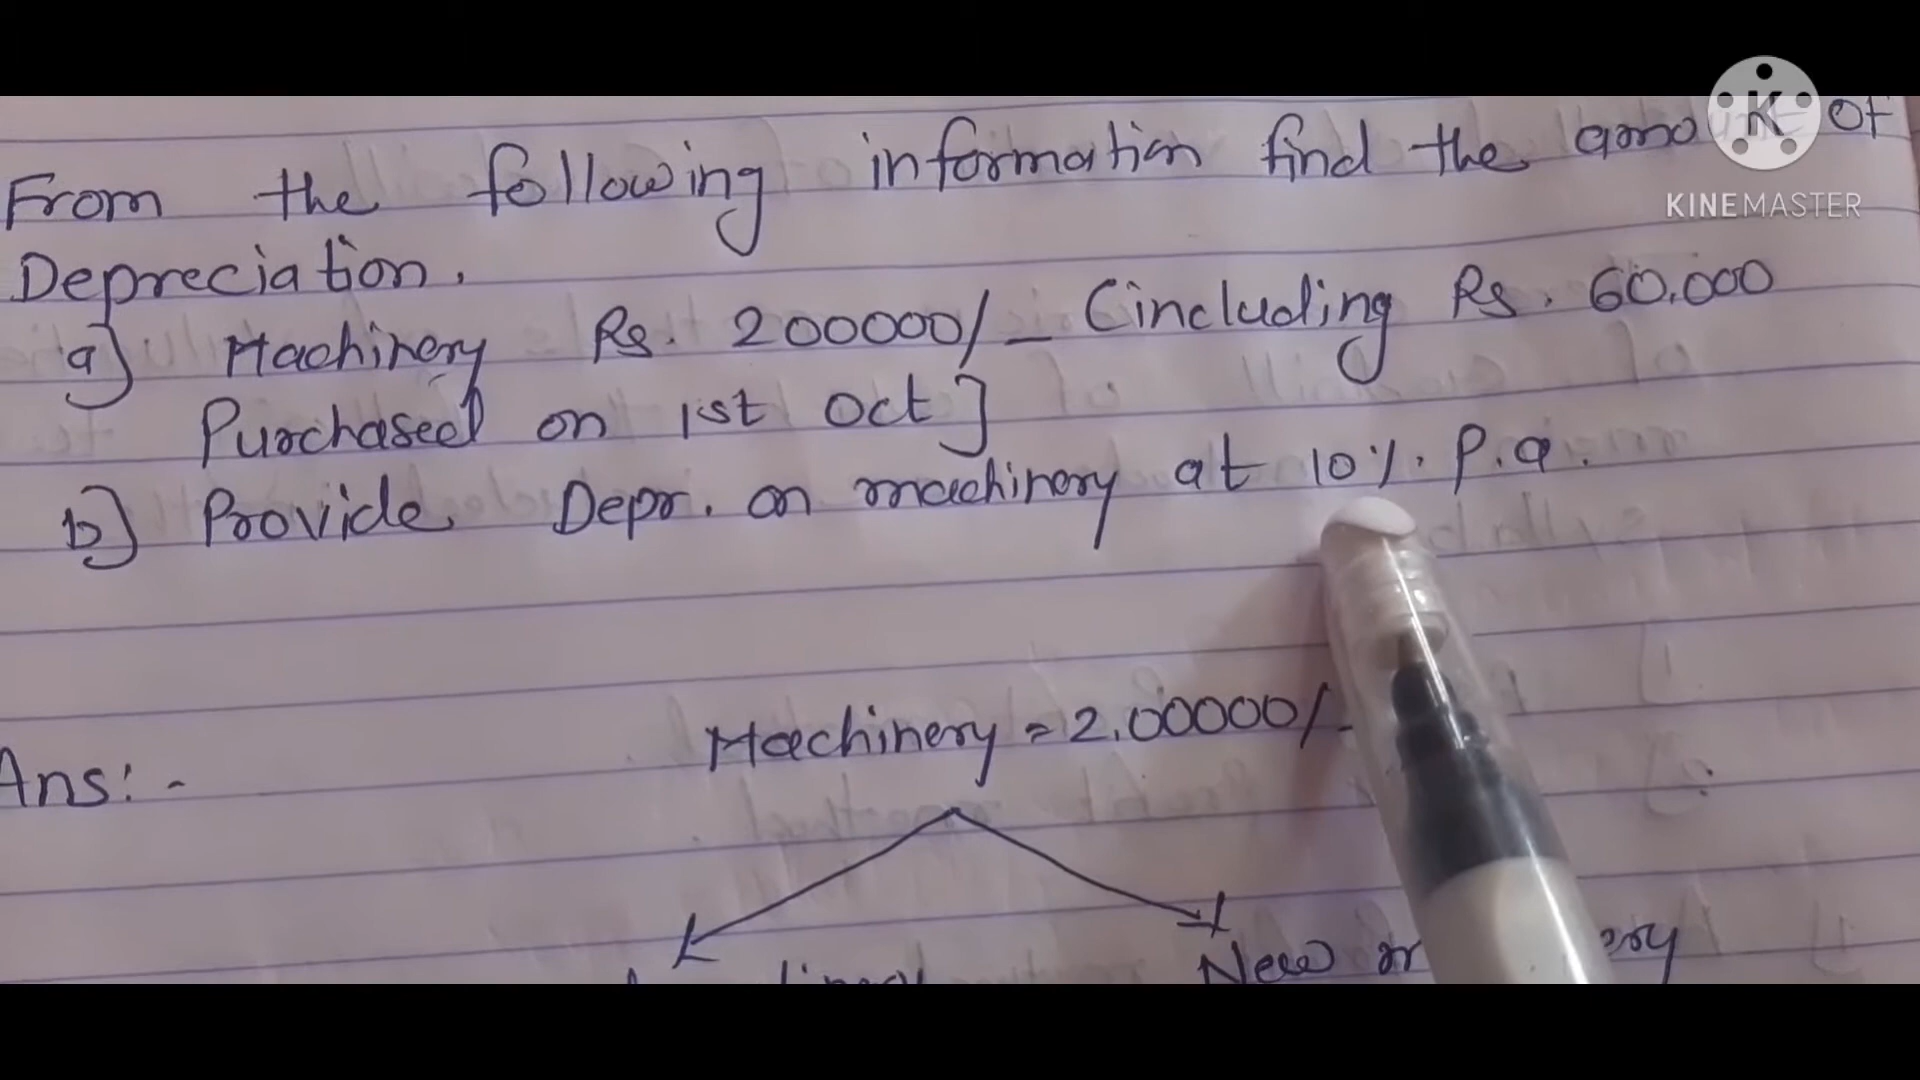 From the following information find the amo of
Depreciation.
a) Machinery Rs. 200000/- (including Rs. 60.000
Purchased on 1st Oct]
b) Provide Depr. on machinery at 10%. P.a.
Ans:- Machinery = 2.00000/-
New
K
KINEMASTER